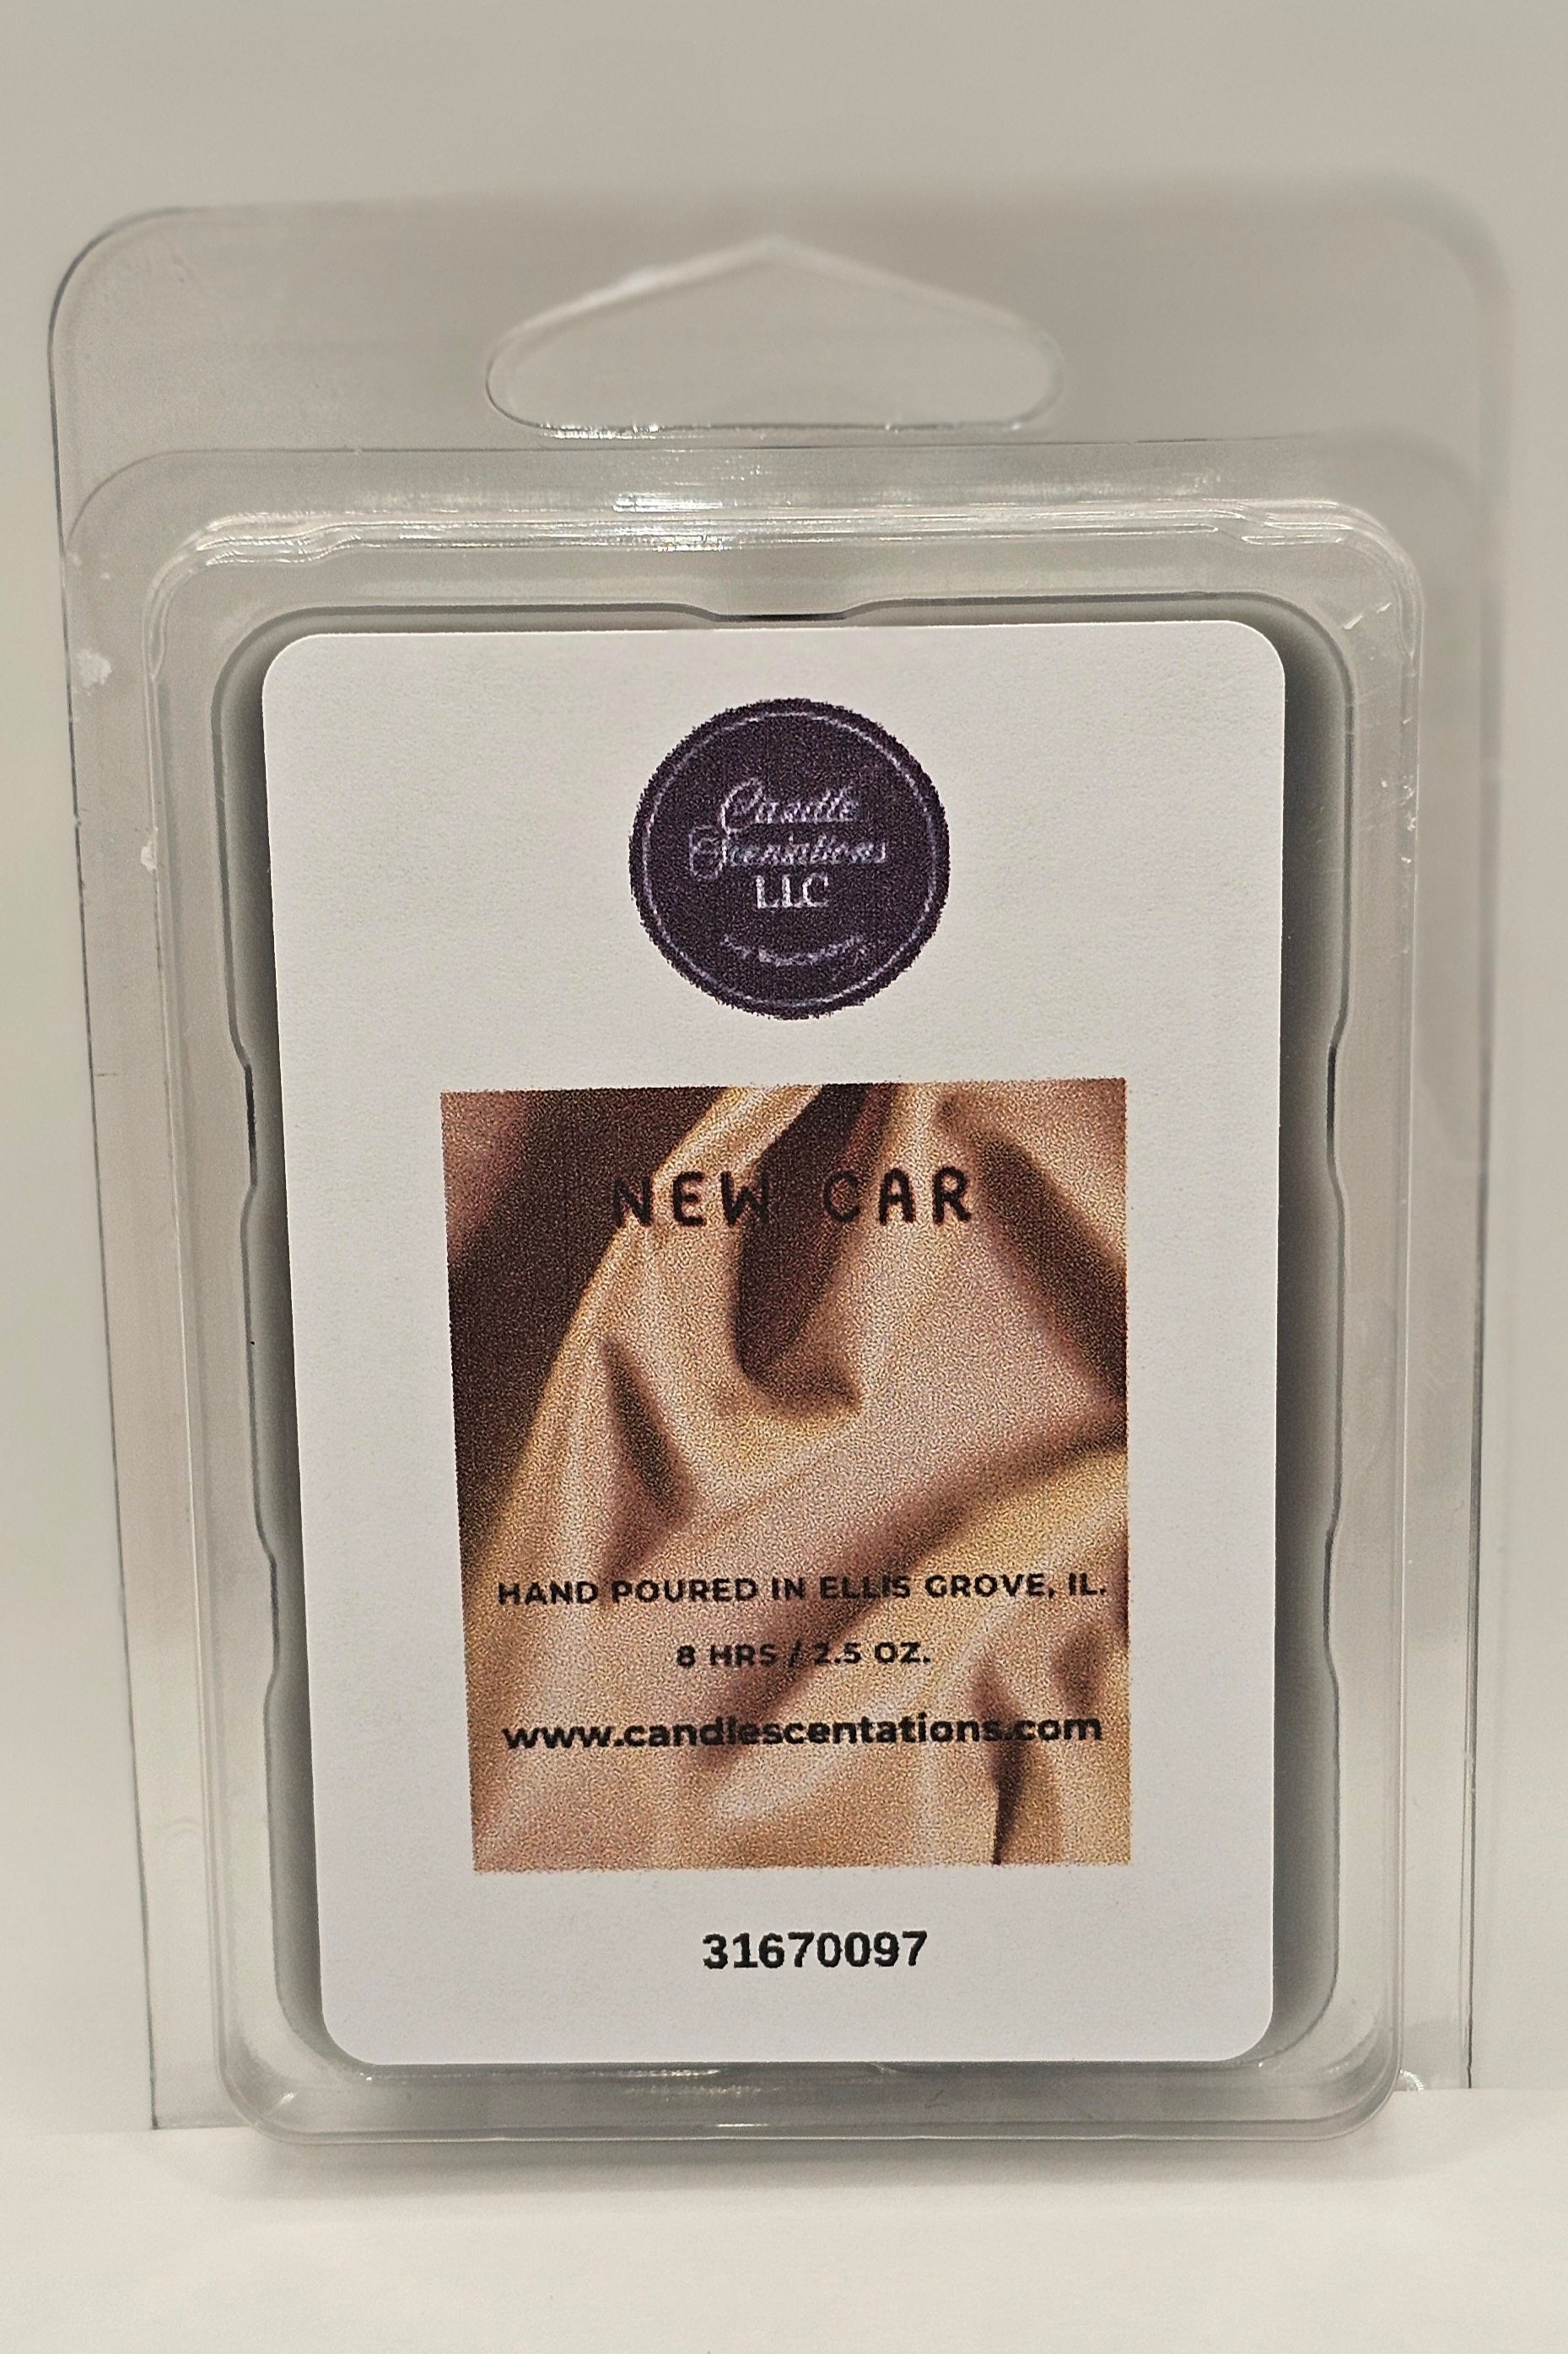 Candle
Scensations
LLC
NEW CAR
HAND POURED IN ELLIS GROVE, IL.
8 HRS / 2.5 OZ.
www.candlescentations.com
31670097